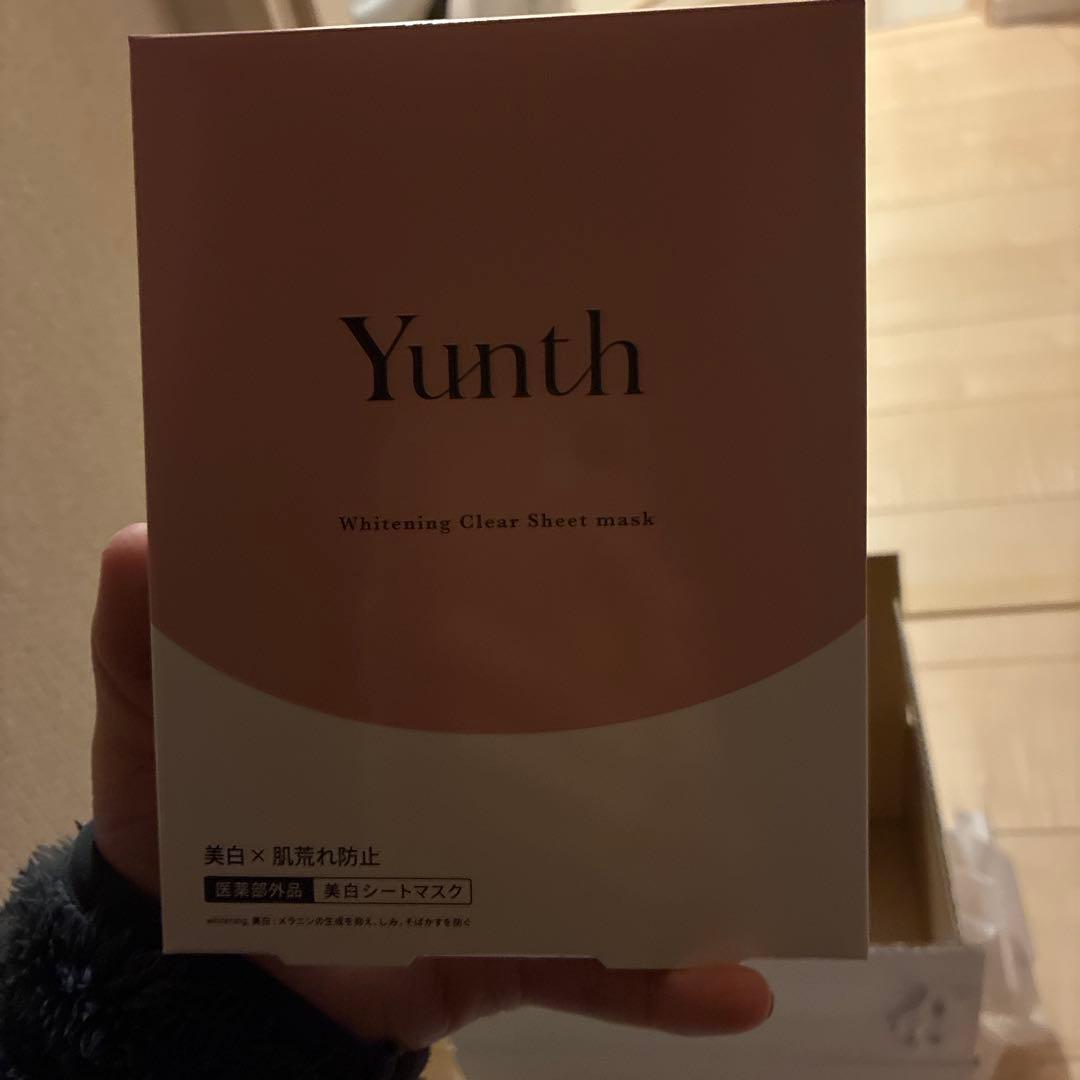 Yunth
Whitening Clear Sheet mask
美白×肌荒れ防止
医薬部外品 美白シートマスク
whitening, 美白：メラニンの生成を抑え、しみ、そばかすを防ぐ